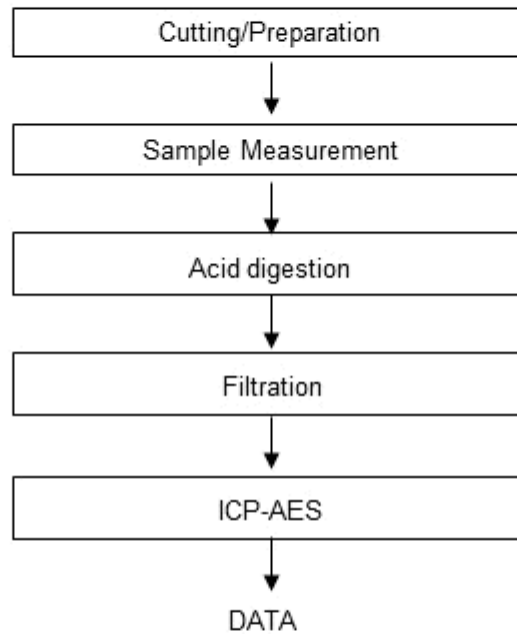 Cutting/Preparation
Sample Measurement
Acid digestion
Filtration
ICP-AES
DATA